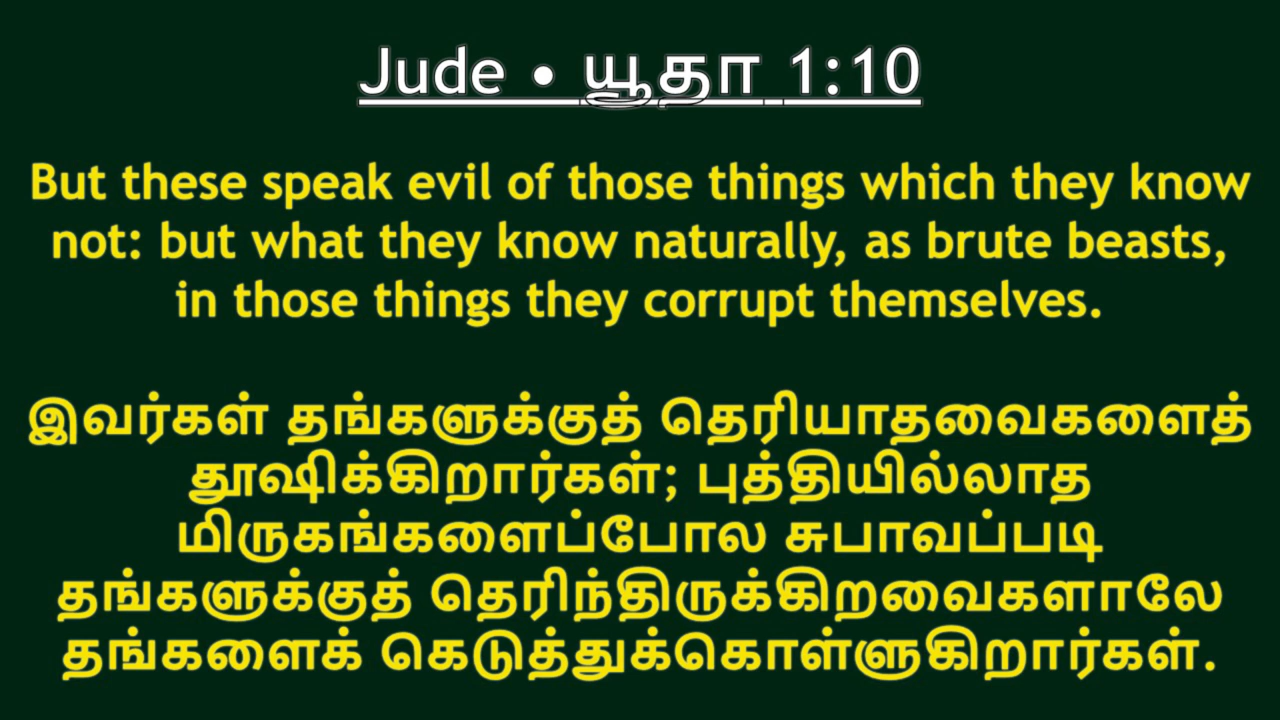 Jude • யூதா 1:10
But these speak evil of those things which they know
not: but what they know naturally, as brute beasts,
in those things they corrupt themselves.
இவர்கள் தங்களுக்குத் தெரியாதவைகளைத்
தூஷிக்கிறார்கள்; புத்தியில்லாத
மிருகங்களைப்போல சுபாவப்படி
தங்களுக்குத் தெரிந்திருக்கிறவைகளாலே
தங்களைக் கெடுத்துக்கொள்ளுகிறார்கள்.